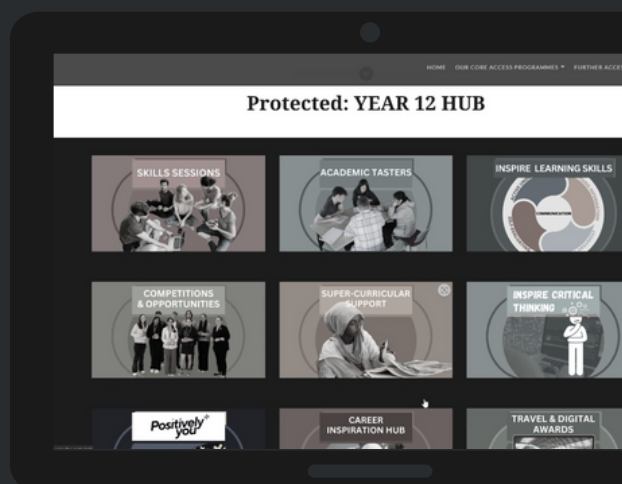 HOME OUR CORE ACCESS PROGRAMMES FURTHER ACCE
Protected: YEAR 12 HUB
SKILLS SESSIONS
ACADEMIC TASTERS
INSPIRE LEARNING SKILLS
COMMUNICATION
COMPETITIONS
& OPPORTUNITIES
SUPER-CURRICULAR
SUPPORT
INSPIRE CRITICAL
THINKING
Positively
you
CAREER
INSPIRATION HUB
TRAVEL & DIGITAL
AWARDS